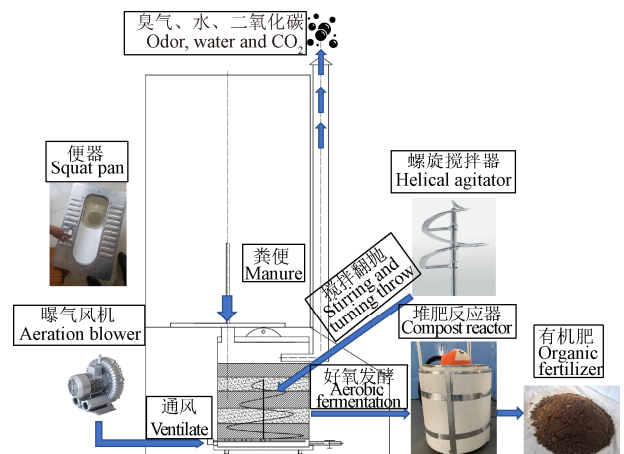 臭气、水、二氧化碳
Odor, water and CO₂
便器
Squat pan
螺旋搅拌器
Helical agitator
粪便
Manure
搅拌翻抛
Stirring and
turning throw
曝气风机
Aeration blower
堆肥反应器
Compost reactor
有机肥
Organic
fertilizer
通风
Ventilate
好氧发酵
Aerobic
fermentation